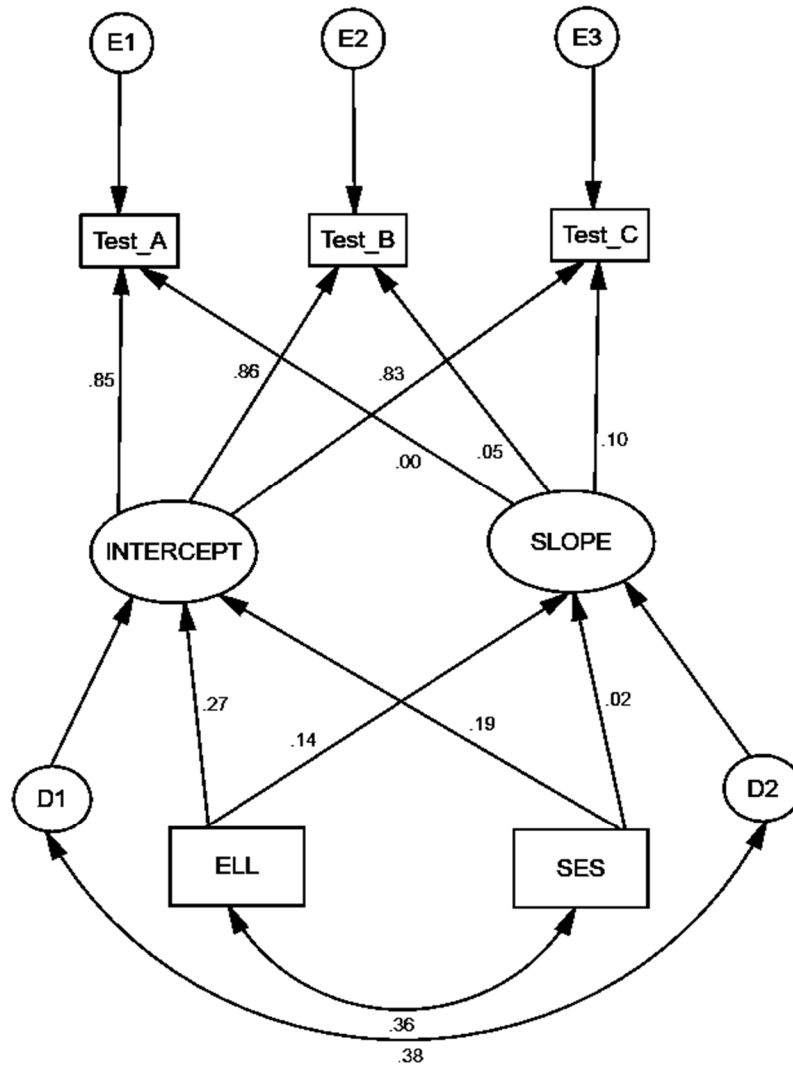 E1
E2
E3
Test_A
Test_B
Test_C
.85
.86
.83
.00
.05
.10
INTERCEPT
SLOPE
.27
.14
.19
.02
D1
D2
ELL
SES
.36
.38